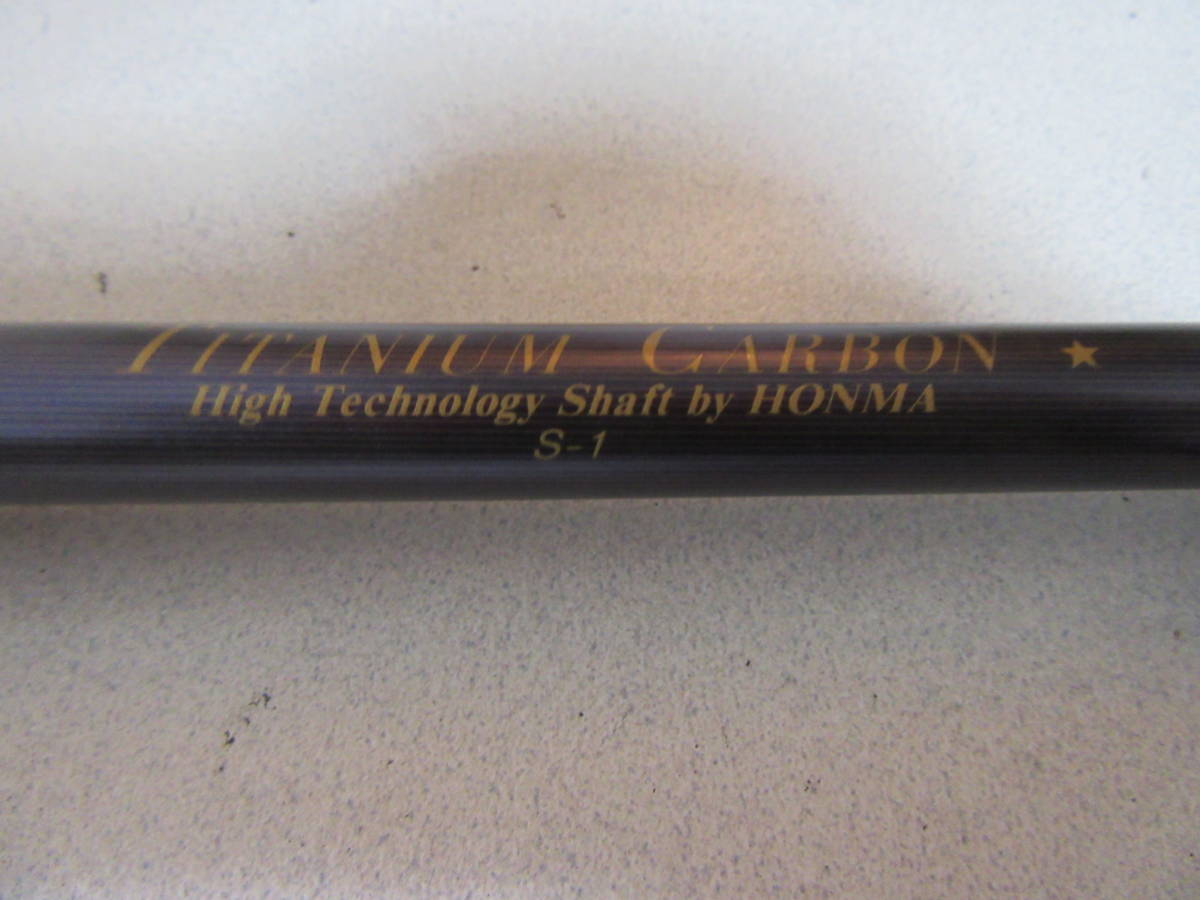 TITANIUM CARBON ★
High Technology Shaft by HONMA
S-1